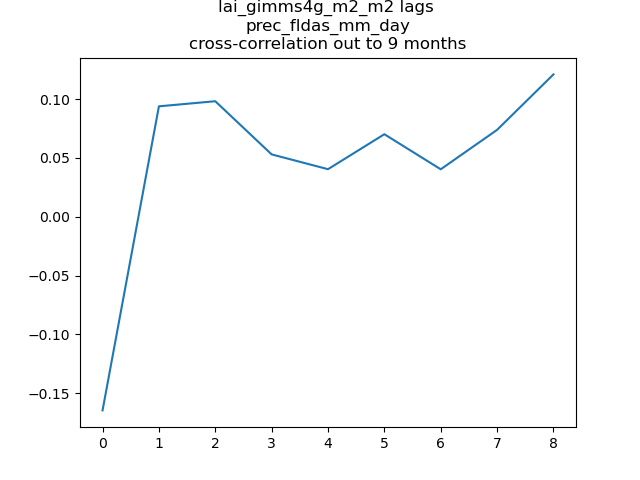 lai_gimms4g_m2_m2 lags
prec_fldas_mm_day
cross-correlation out to 9 months
0.10
0.05
0.00
−0.05
−0.10
−0.15
0 1 2 3 4 5 6 7 8